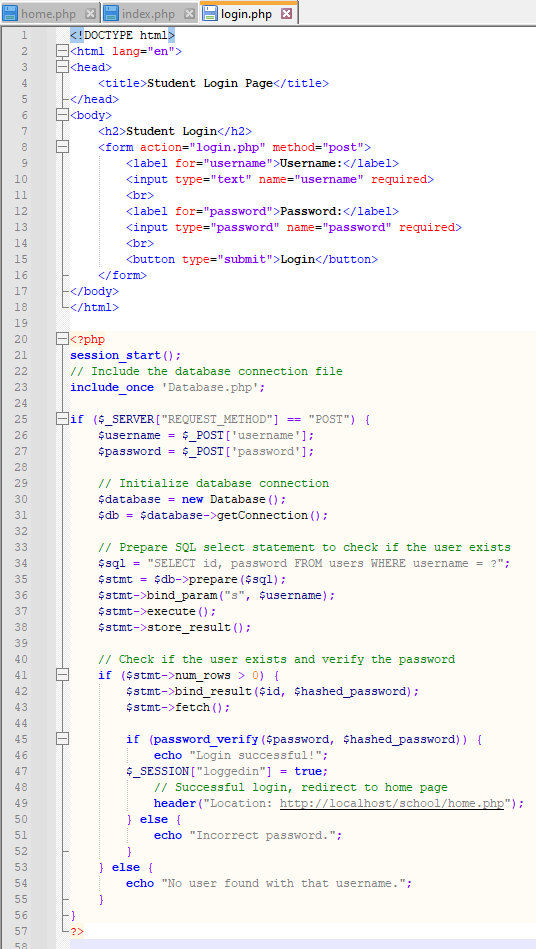 home.php index.php login.php
1 <!DOCTYPE html>
2 <html lang="en">
3 <head>
4 <title>Student Login Page</title>
5 </head>
6 <body>
7 <h2>Student Login</h2>
8 <form action="login.php" method="post">
9 <label for="username">Username:</label>
10 <input type="text" name="username" required>
11 <br>
12 <label for="password">Password:</label>
13 <input type="password" name="password" required>
14 <br>
15 <button type="submit">Login</button>
16 </form>
17 </body>
18 </html>
19
20 <?php
21 session_start();
22 // Include the database connection file
23 include_once 'Database.php';
24
25 if ($_SERVER["REQUEST_METHOD"] == "POST") {
26 $username = $_POST['username'];
27 $password = $_POST['password'];
28
29 // Initialize database connection
30 $database = new Database();
31 $db = $database->getConnection();
32
33 // Prepare SQL select statement to check if the user exists
34 $sql = "SELECT id, password FROM users WHERE username = ?";
35 $stmt = $db->prepare($sql);
36 $stmt->bind_param("s", $username);
37 $stmt->execute();
38 $stmt->store_result();
39
40 // Check if the user exists and verify the password
41 if ($stmt->num_rows > 0) {
42 $stmt->bind_result($id, $hashed_password);
43 $stmt->fetch();
44
45 if (password_verify($password, $hashed_password)) {
46 echo "Login successful!";
47 $_SESSION["loggedin"] = true;
48 // Successful login, redirect to home page
49 header("Location: http://localhost/school/home.php");
50 } else {
51 echo "Incorrect password.";
52 }
53 } else {
54 echo "No user found with that username.";
55 }
56 }
57 ?>
58